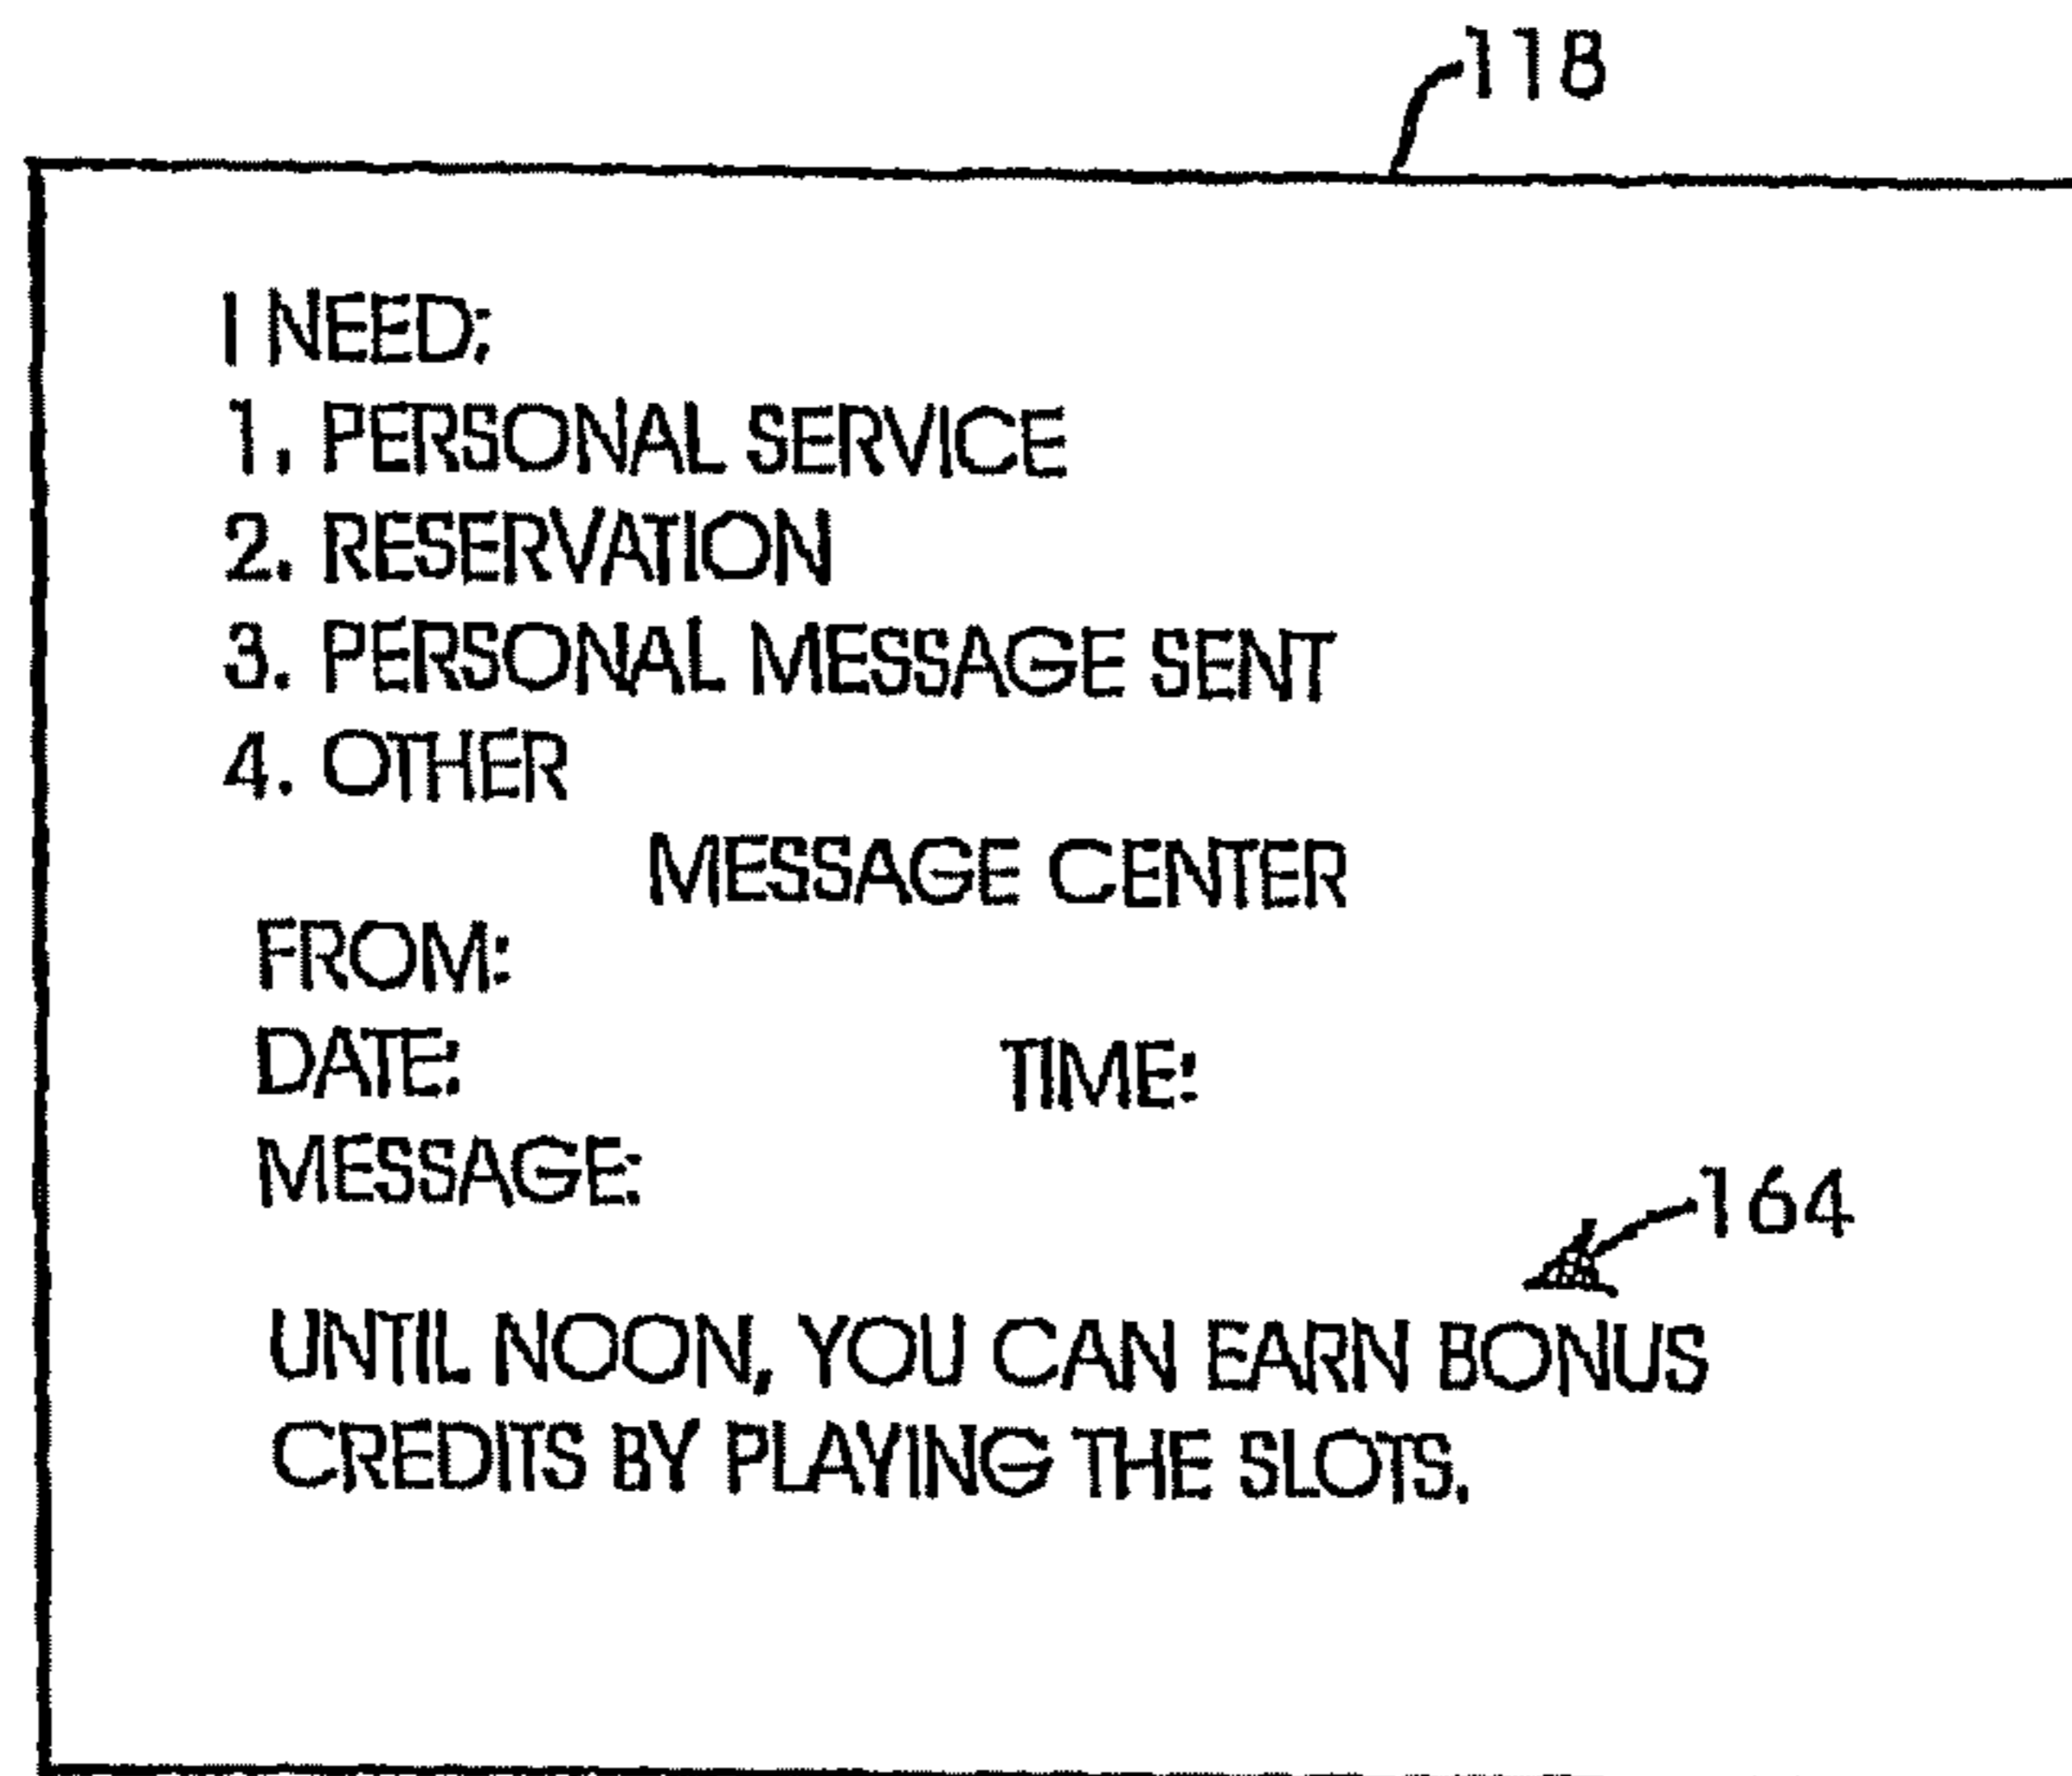 118
I NEED:
1. PERSONAL SERVICE
2. RESERVATION
3. PERSONAL MESSAGE SENT
4. OTHER
MESSAGE CENTER
FROM:
DATE: TIME:
MESSAGE:
164
UNTIL NOON, YOU CAN EARN BONUS
CREDITS BY PLAYING THE SLOTS.